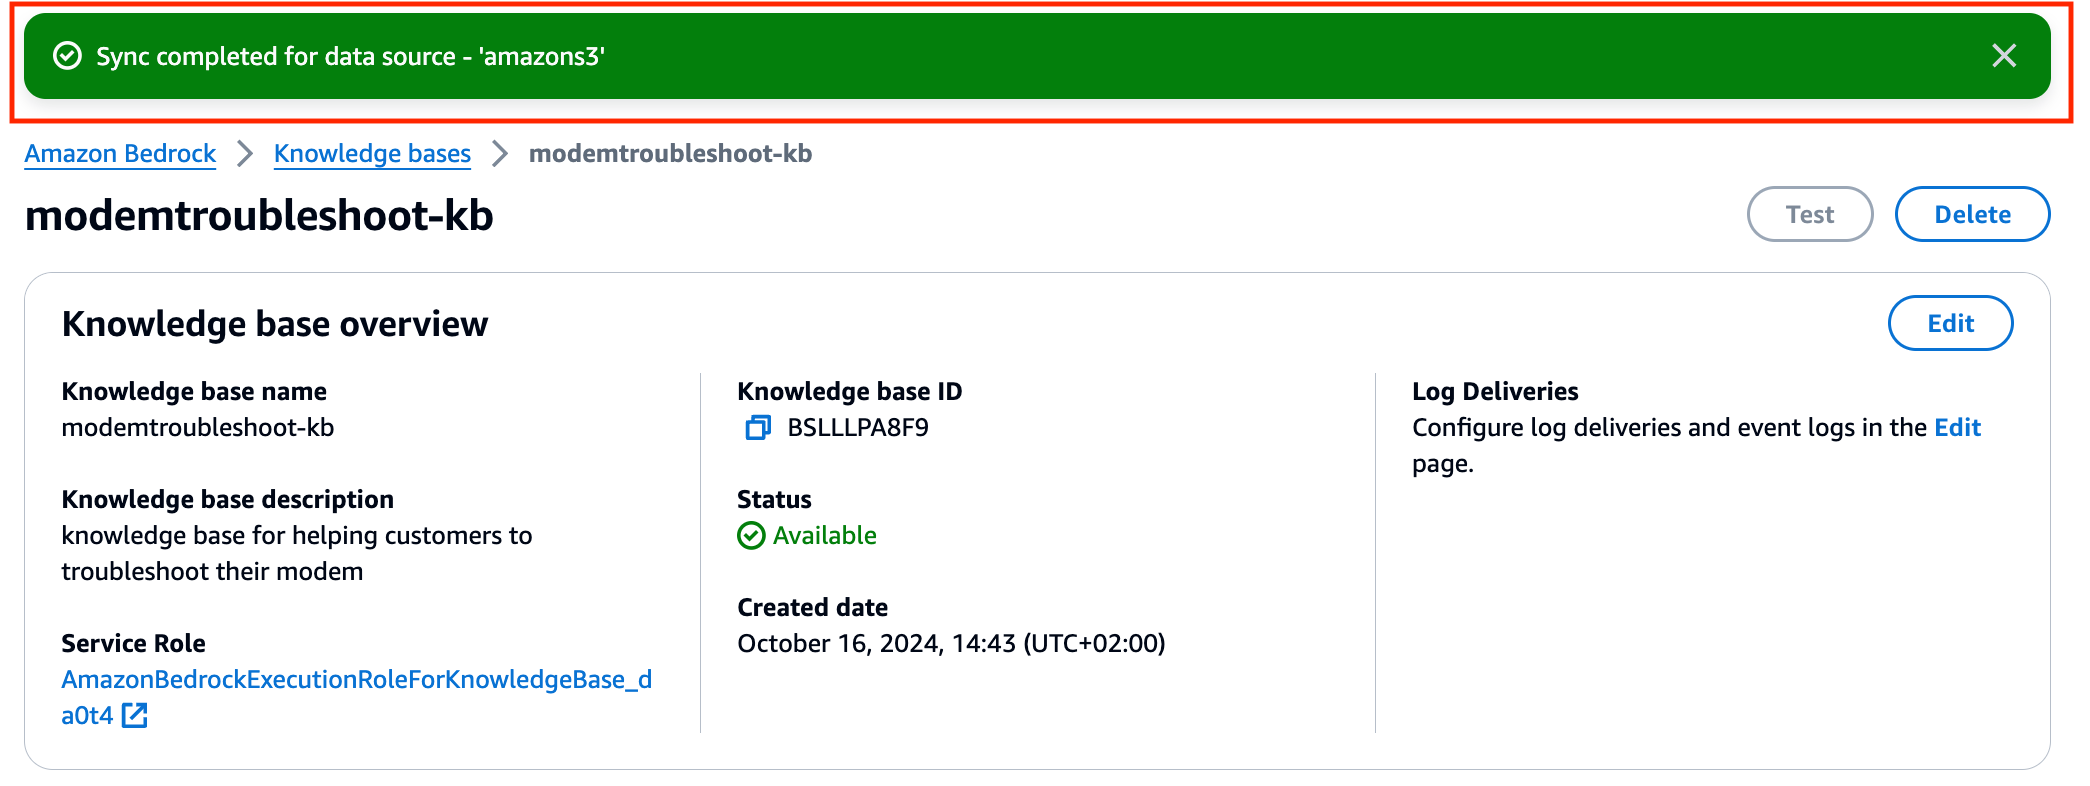 Sync completed for data source - 'amazons3'
Amazon Bedrock > Knowledge bases > modemtroubleshoot-kb
modemtroubleshoot-kb
Test
Delete
Knowledge base overview
Edit
Knowledge base name
modemtroubleshoot-kb
Knowledge base description
knowledge base for helping customers to
troubleshoot their modem
Service Role
AmazonBedrockExecutionRoleForKnowledgeBase_d
a0t4
Knowledge base ID
BSLLLPA8F9
Status
Available
Created date
October 16, 2024, 14:43 (UTC+02:00)
Log Deliveries
Configure log deliveries and event logs in the Edit
page.